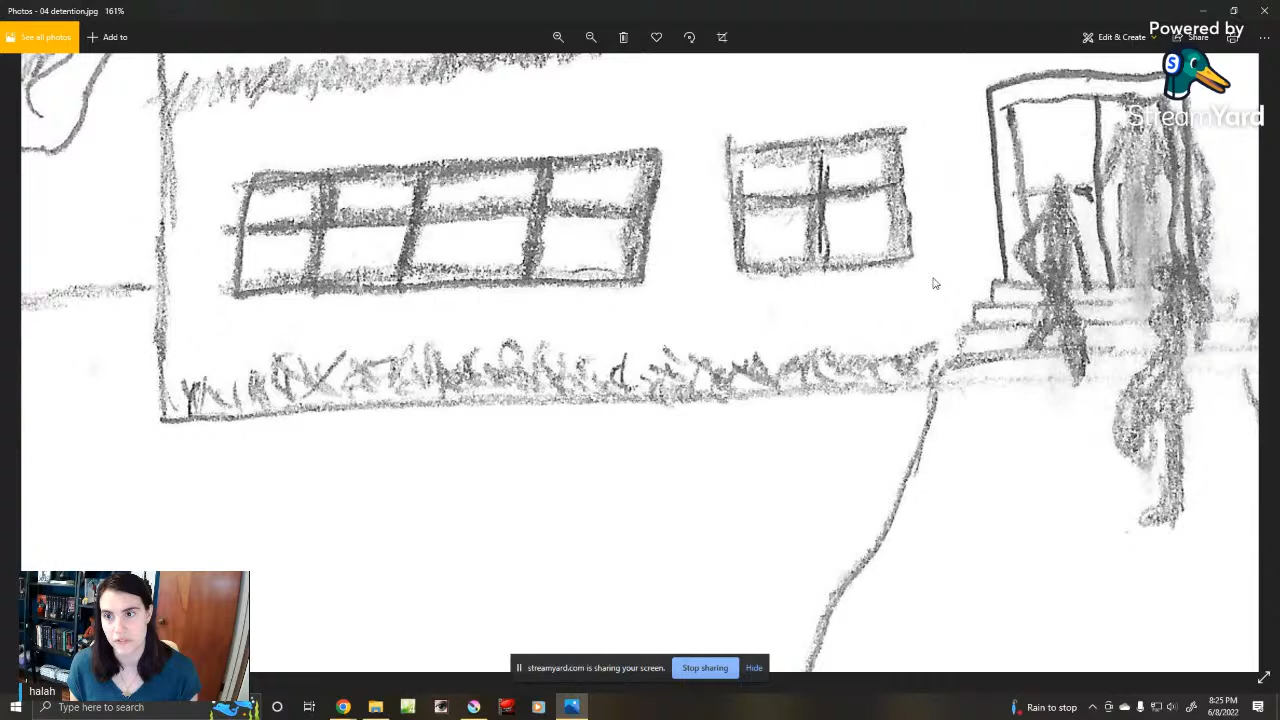 Photos - 04 detention.jpg 161%
See all photos
Add to
Edit & Create
Share
Powered by
S
StreamYard
streamyard.com is sharing your screen.
Stop sharing
Hide
halah
Type here to search
Rain to stop
8:25 PM
6/8/2022